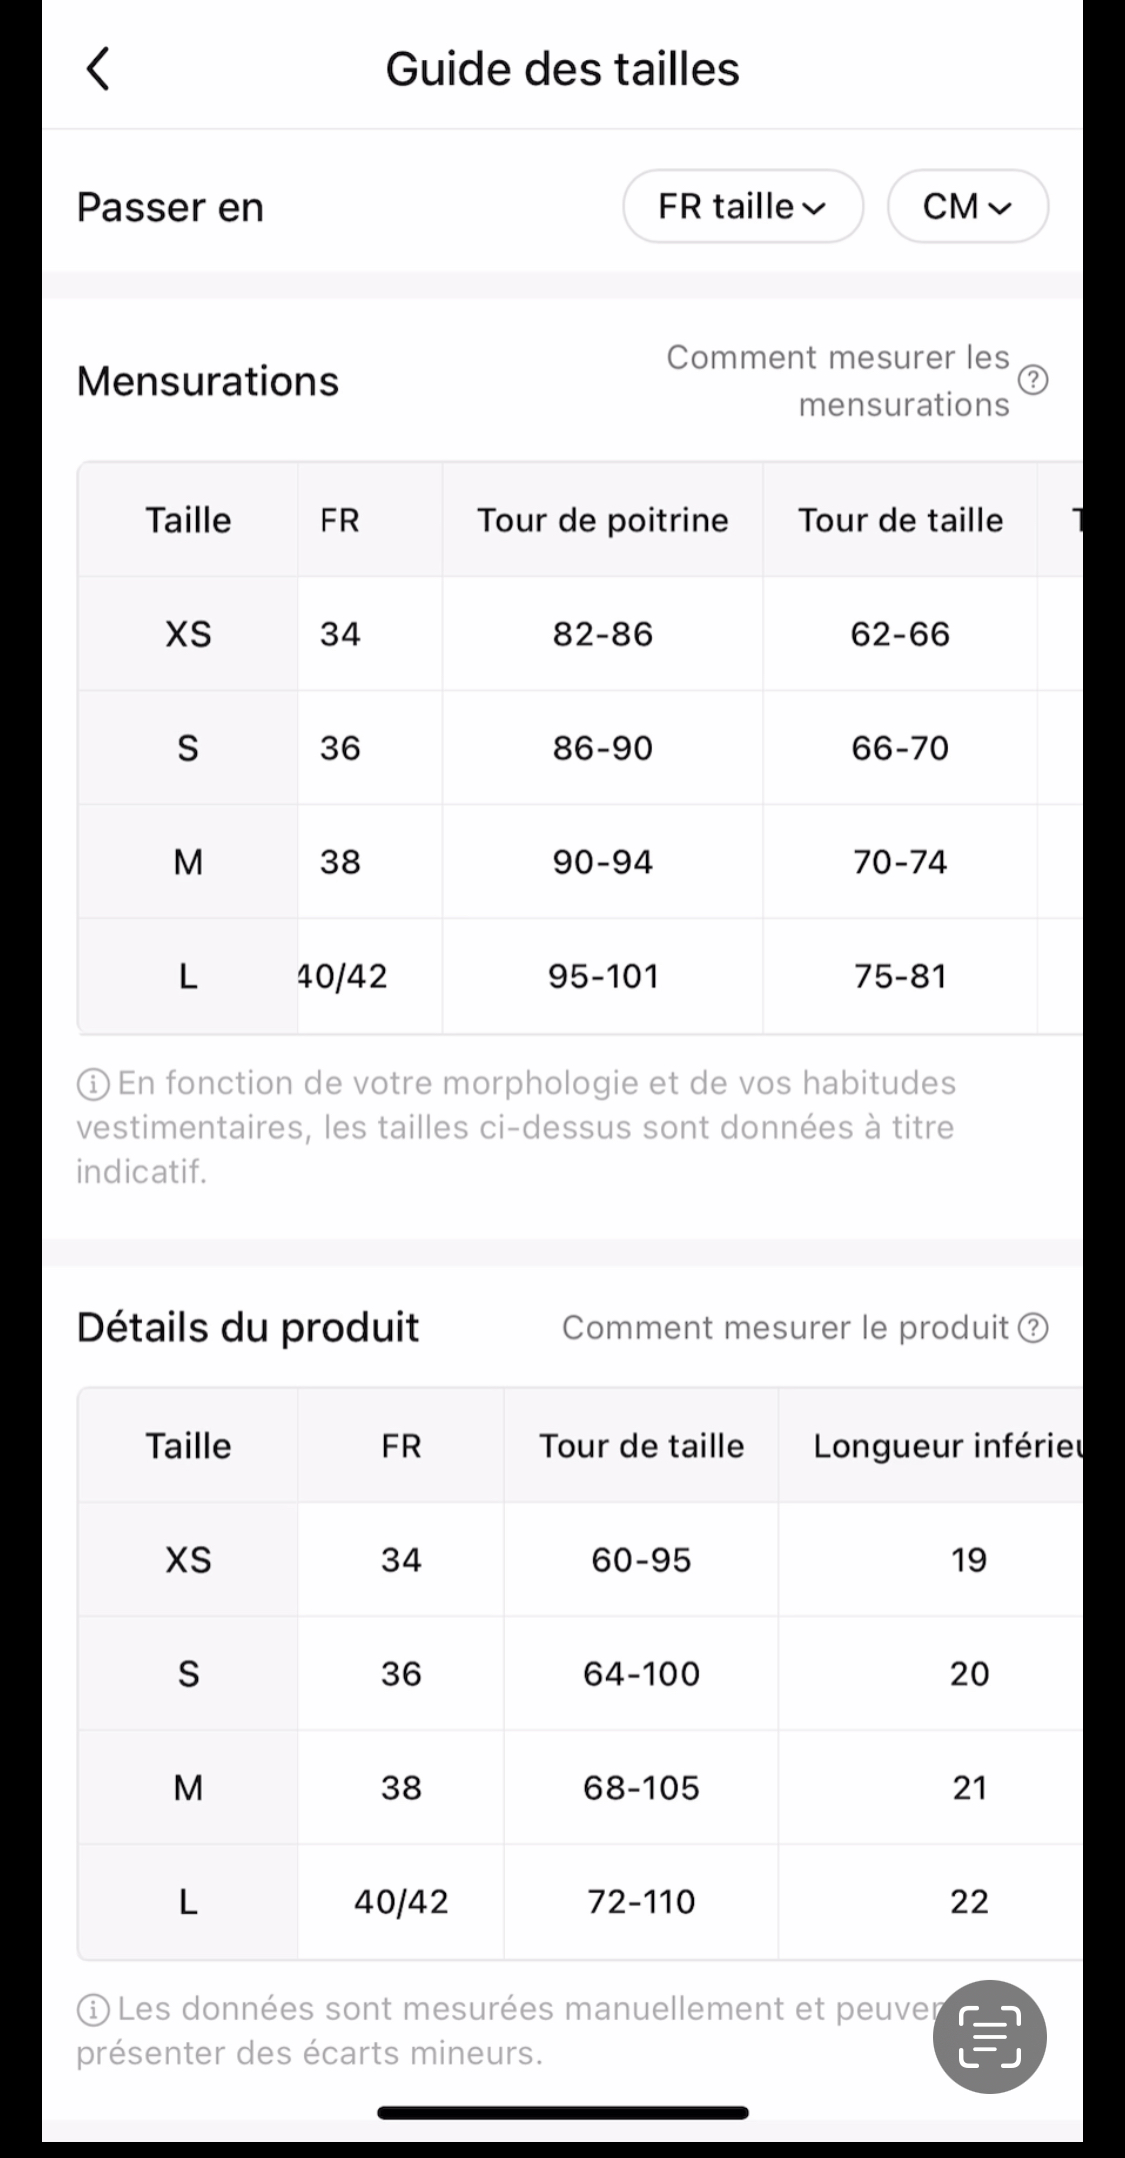 Guide des tailles
Passer en FR taille CM
Mensurations
Comment mesurer les
mensurations
Taille FR Tour de poitrine Tour de taille
XS 34 82-86 62-66
S 36 86-90 66-70
M 38 90-94 70-74
L 40/42 95-101 75-81
En fonction de votre morphologie et de vos habitudes
vestimentaires, les tailles ci-dessus sont données à titre
indicatif.
Détails du produit Comment mesurer le produit
Taille FR Tour de taille Longueur
XS 34 60-95 19
S 36 64-100 20
M 38 68-105 21
L 40/42 72-110 22
Les données sont mesurées manuellement et
présenter des écarts mineurs.